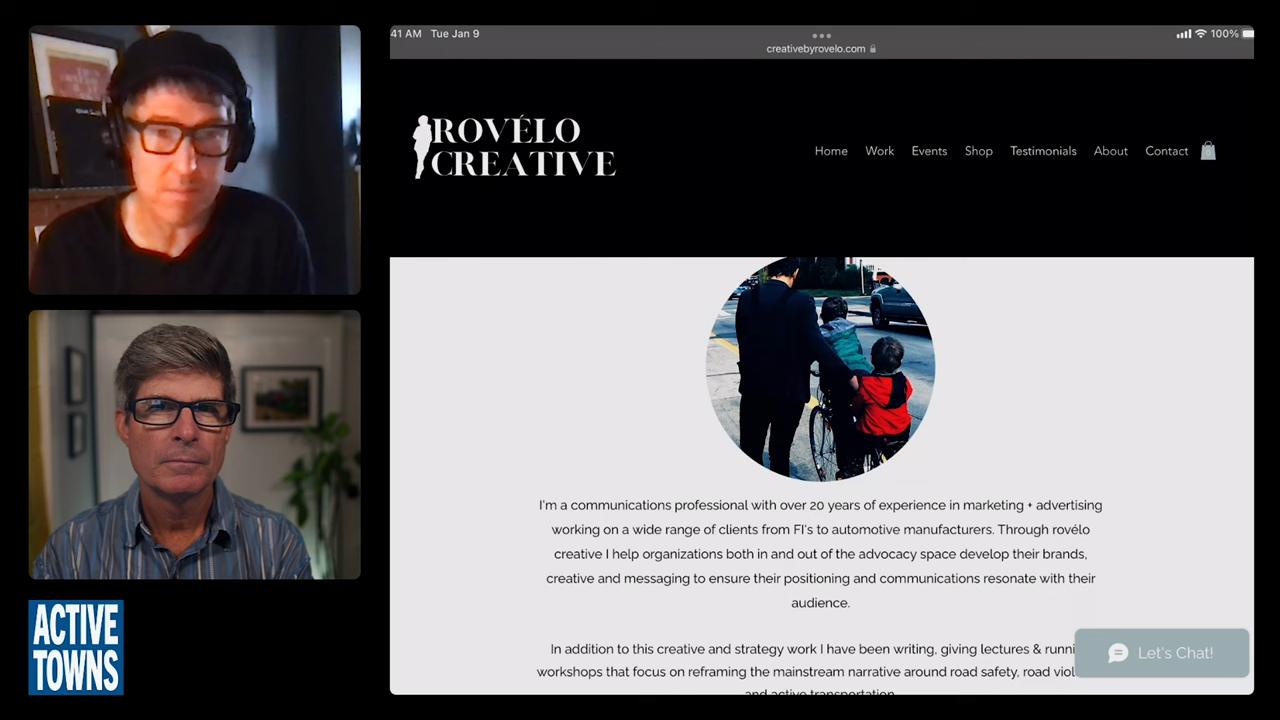 41 AM Tue Jan 9
creativebyrovelo.com
100%
ROVÉLO
CREATIVE
Home Work Events Shop Testimonials About Contact
I'm a communications professional with over 20 years of experience in marketing + advertising
working on a wide range of clients from FI's to automotive manufacturers. Through rovélo
creative I help organizations both in and out of the advocacy space develop their brands,
creative and messaging to ensure their positioning and communications resonate with their
audience.
In addition to this creative and strategy work I have been writing, giving lectures & runni
workshops that focus on reframing the mainstream narrative around road safety, road viol
and active transportation
Let's Chat!
ACTIVE
TOWNS